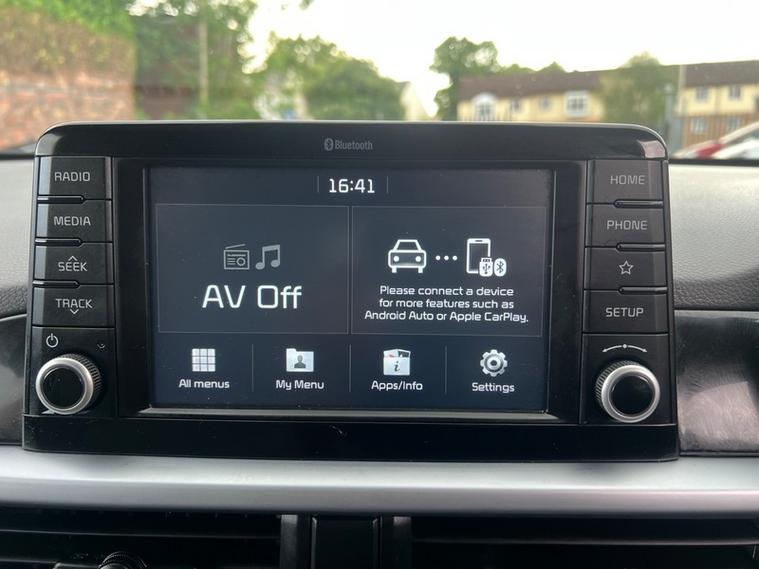 Bluetooth
RADIO
MEDIA
SEEK
TRACK
16:41
AV Off
Please connect a device
for more features such as
Android Auto or Apple CarPlay.
All menus
My Menu
Apps/Info
Settings
HOME
PHONE
SETUP